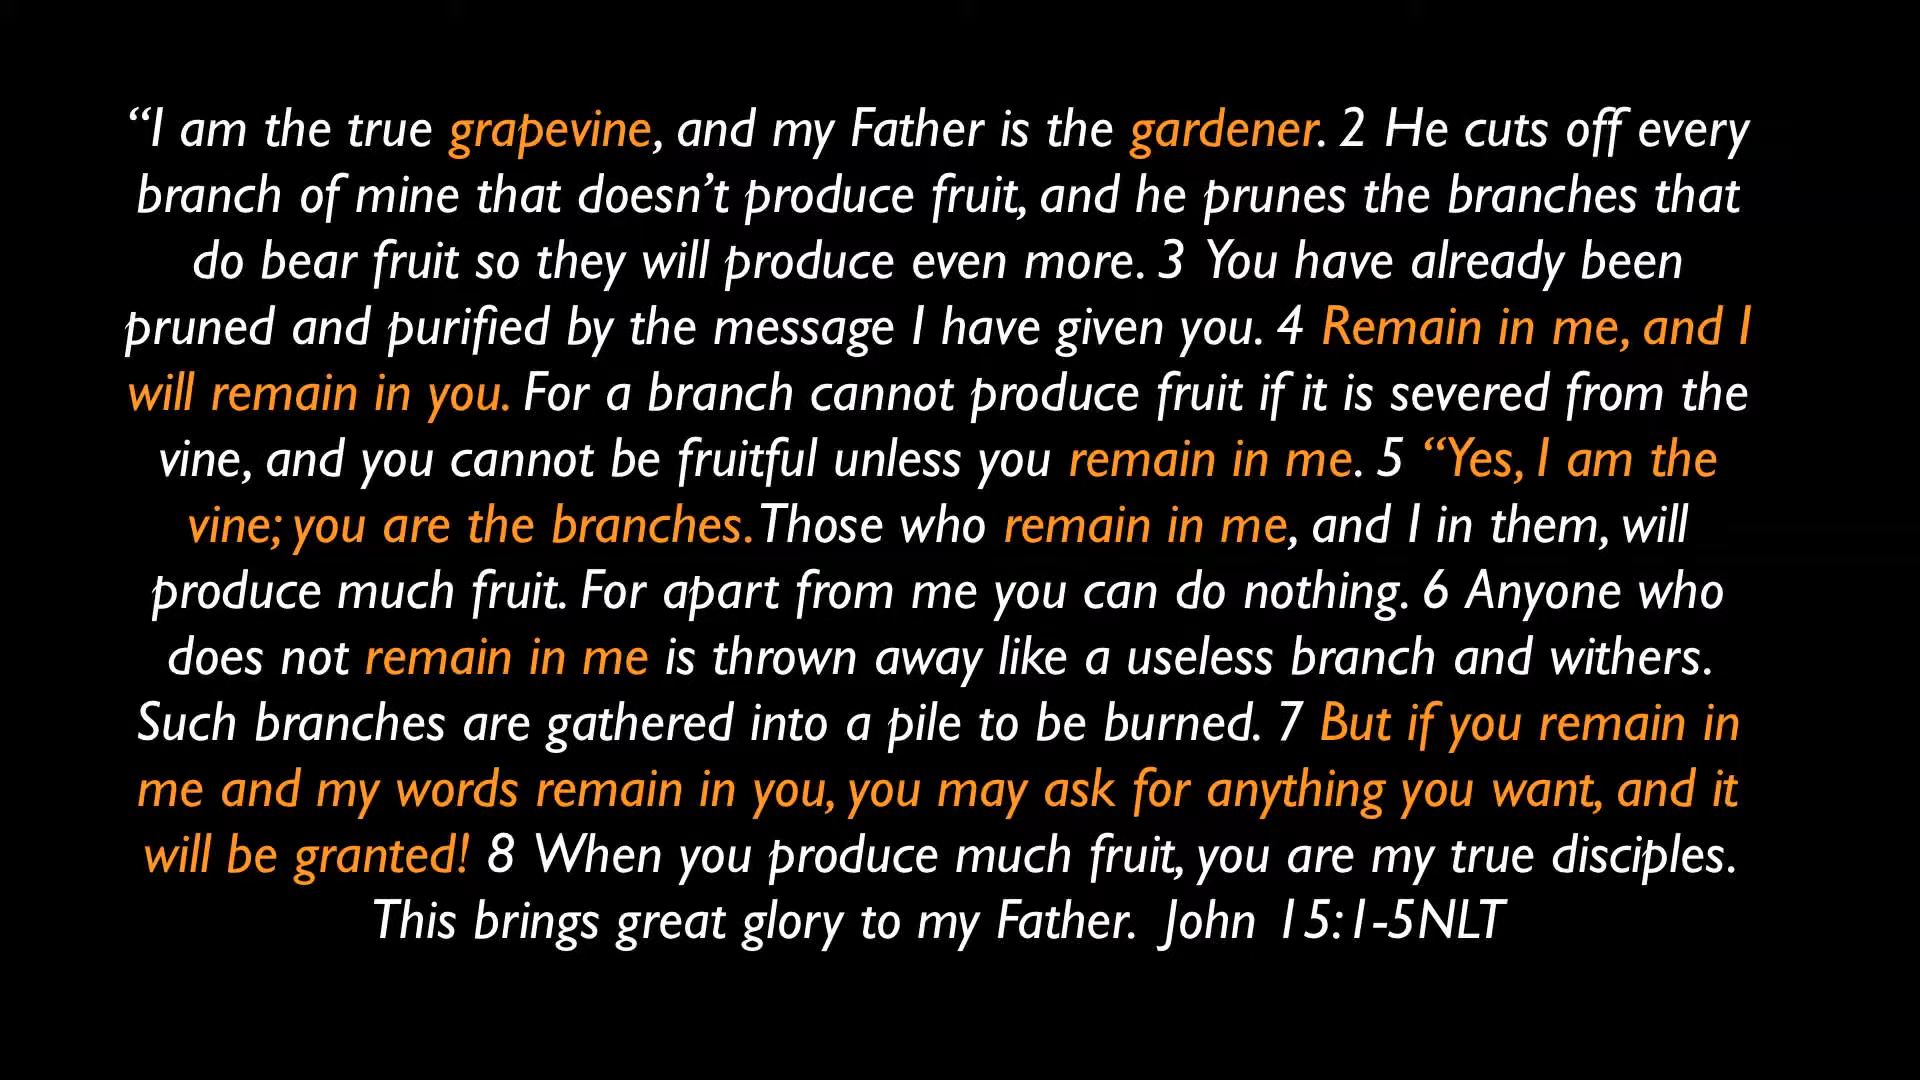 “I am the true grapevine, and my Father is the gardener. 2 He cuts off every
branch of mine that doesn’t produce fruit, and he prunes the branches that
do bear fruit so they will produce even more. 3 You have already been
pruned and purified by the message I have given you. 4 Remain in me, and I
will remain in you. For a branch cannot produce fruit if it is severed from the
vine, and you cannot be fruitful unless you remain in me. 5 “Yes, I am the
vine; you are the branches. Those who remain in me, and I in them, will
produce much fruit. For apart from me you can do nothing. 6 Anyone who
does not remain in me is thrown away like a useless branch and withers.
Such branches are gathered into a pile to be burned. 7 But if you remain in
me and my words remain in you, you may ask for anything you want, and it
will be granted! 8 When you produce much fruit, you are my true disciples.
This brings great glory to my Father. John 15:1-5NLT